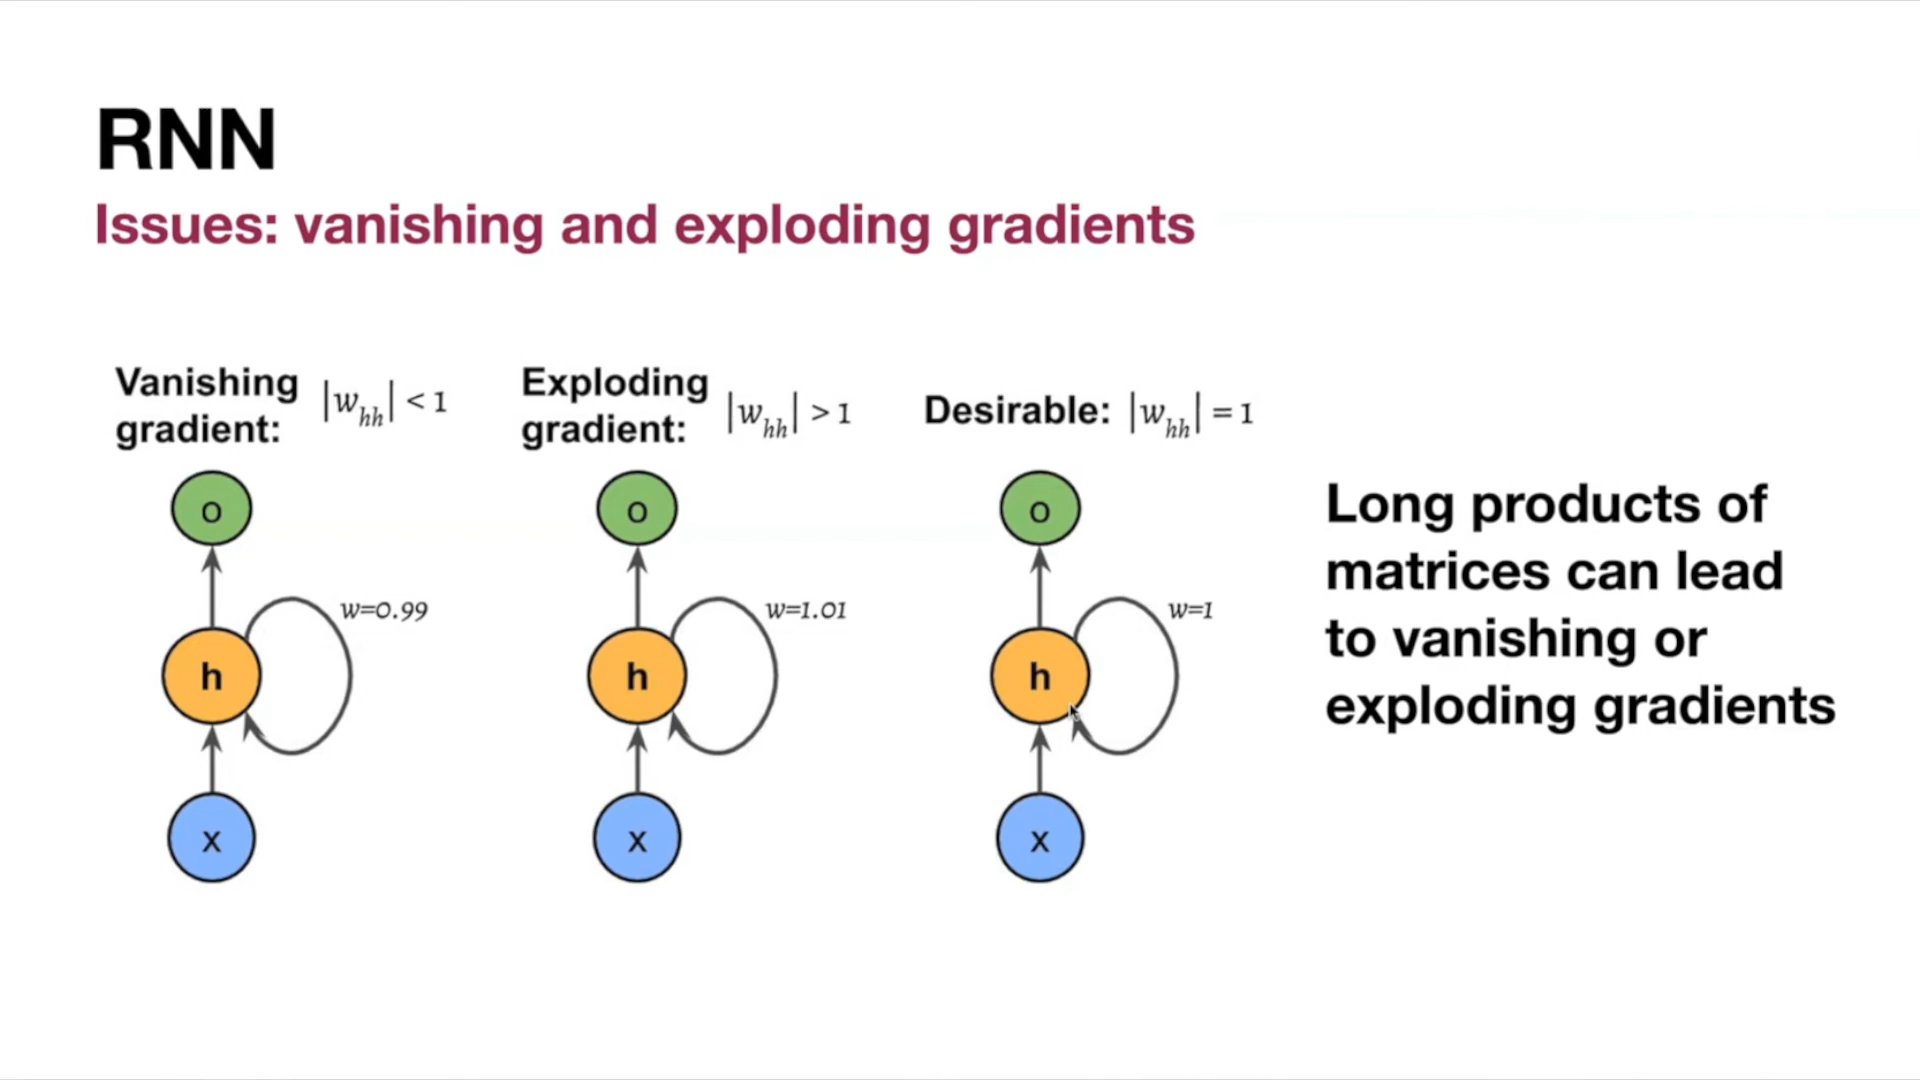 RNN
Issues: vanishing and exploding gradients
Vanishing
gradient:
|w_hh| < 1
Exploding
gradient:
|w_hh| > 1
Desirable: |w_hh| = 1
o
w=0.99
h
x
o
w=1.01
h
x
o
w=1
h
x
Long products of
matrices can lead
to vanishing or
exploding gradients